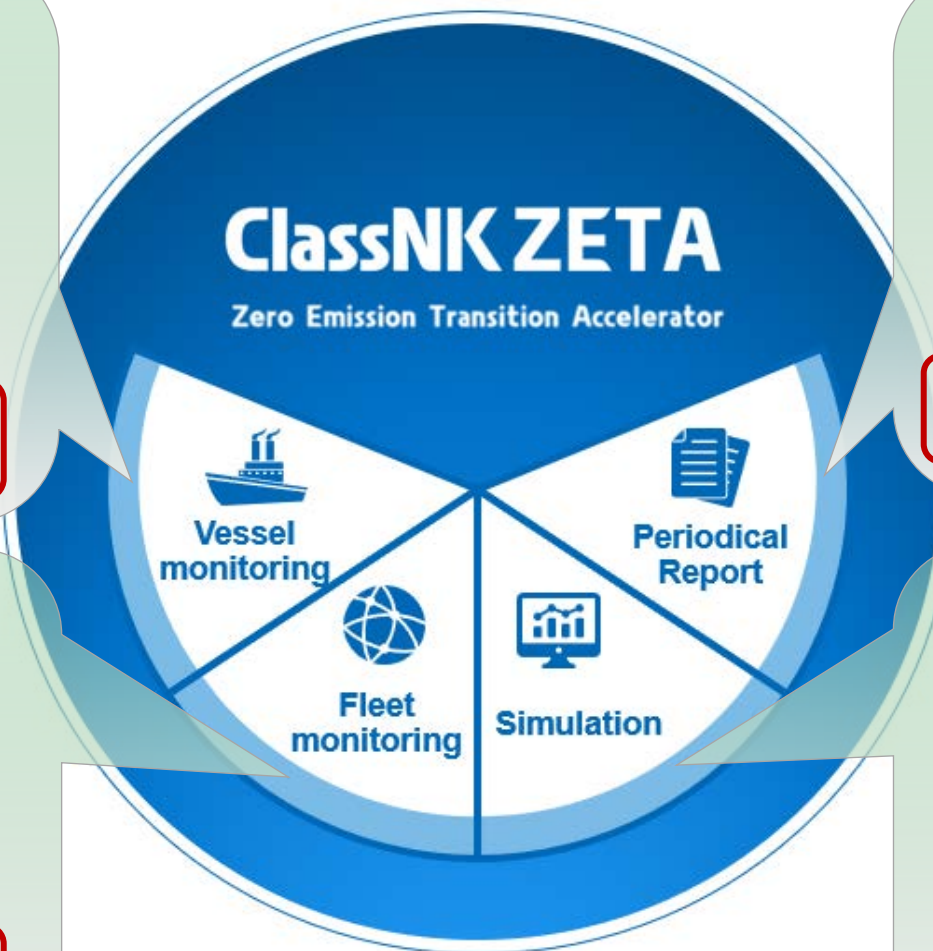 ClassNK ZETA
Zero Emission Transition Accelerator
Vessel
monitoring
Fleet
monitoring
Simulation
Periodical
Report